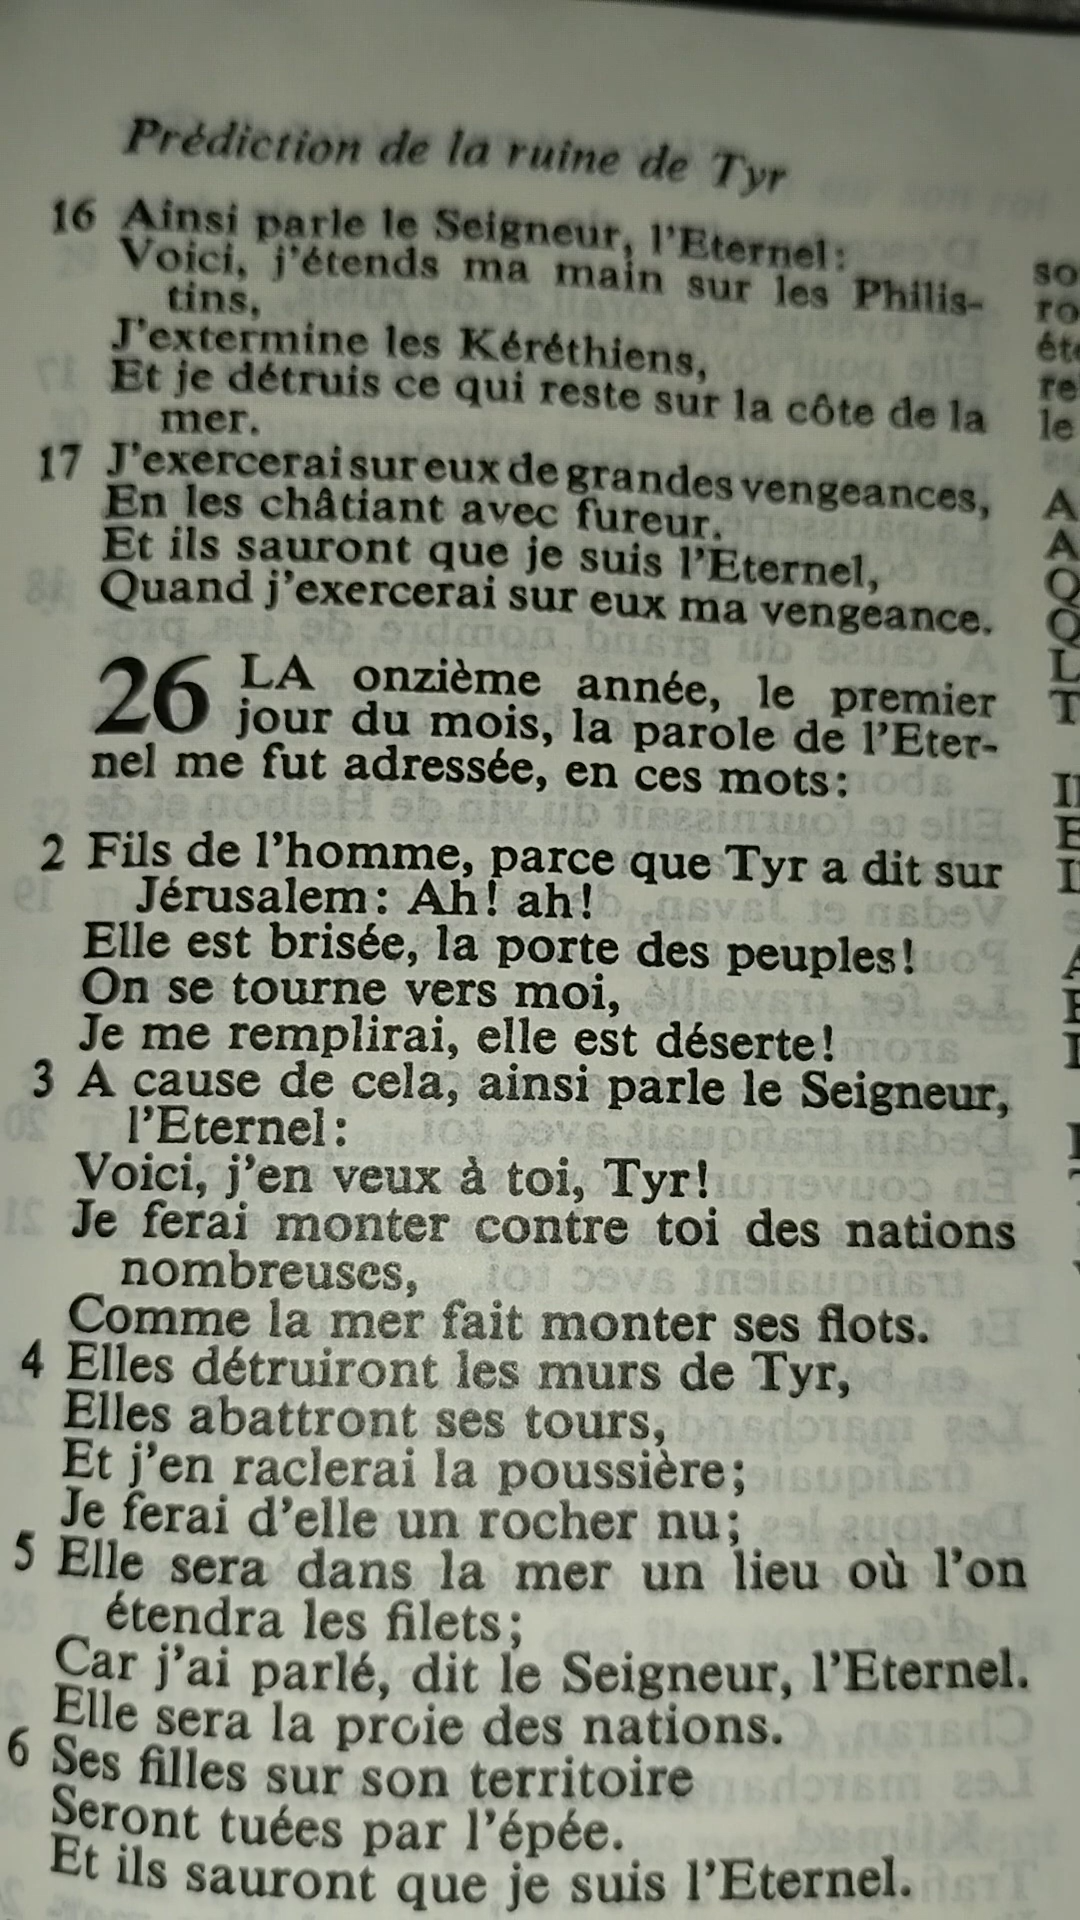 Prédiction de la ruine de Tyr
16 Ainsi parle le Seigneur, l'Eternel:
Voici, j'étends ma main sur les Philis-
tins,
J'extermine les Kéréthiens,
Et je détruis ce qui reste sur la côte de la
mer.
17 J'exercerai sur eux de grandes vengeances,
En les châtiant avec fureur.
Et ils sauront que je suis l'Eternel,
Quand j'exercerai sur eux ma vengeance.
26 LA onzième année, le premier
jour du mois, la parole de l'Eter-
nel me fut adressée, en ces mots:
2 Fils de l'homme, parce que Tyr a dit sur
Jérusalem: Ah! ah!
Elle est brisée, la porte des peuples!
On se tourne vers moi,
Je me remplirai, elle est déserte!
3 A cause de cela, ainsi parle le Seigneur,
l'Eternel:
Voici, j'en veux à toi, Tyr!
Je ferai monter contre toi des nations
nombreuses,
Comme la mer fait monter ses flots.
4 Elles détruiront les murs de Tyr,
Elles abattront ses tours,
Et j'en raclerai la poussière;
Je ferai d'elle un rocher nu;
5 Elle sera dans la mer un lieu où l'on
étendra les filets;
Car j'ai parlé, dit le Seigneur, l'Eternel.
Elle sera la proie des nations.
6 Ses filles sur son territoire
Seront tuées par l'épée.
Et ils sauront que je suis l'Eternel.